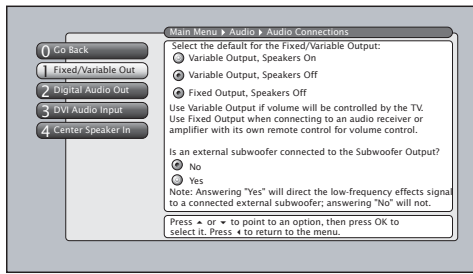 Main Menu ▸ Audio ▸ Audio Connections
0 Go Back
1 Fixed/Variable Out
2 Digital Audio Out
3 DVI Audio Input
4 Center Speaker In
Select the default for the Fixed/Variable Output:
Variable Output, Speakers On
Variable Output, Speakers Off
Fixed Output, Speakers Off
Use Variable Output if volume will be controlled by the TV.
Use Fixed Output when connecting to an audio receiver or
amplifier with its own remote control for volume control.
Is an external subwoofer connected to the Subwoofer Output?
No
Yes
Note: Answering "Yes" will direct the low-frequency effects signal
to a connected external subwoofer; answering "No" will not.
Press ▴ or ▾ to point to an option, then press OK to
select it. Press ◂ to return to the menu.